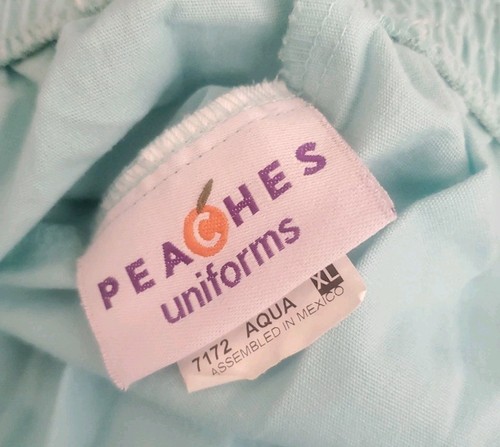 PEACHES
uniforms
7172 AQUA XL
ASSEMBLED IN MEXICO